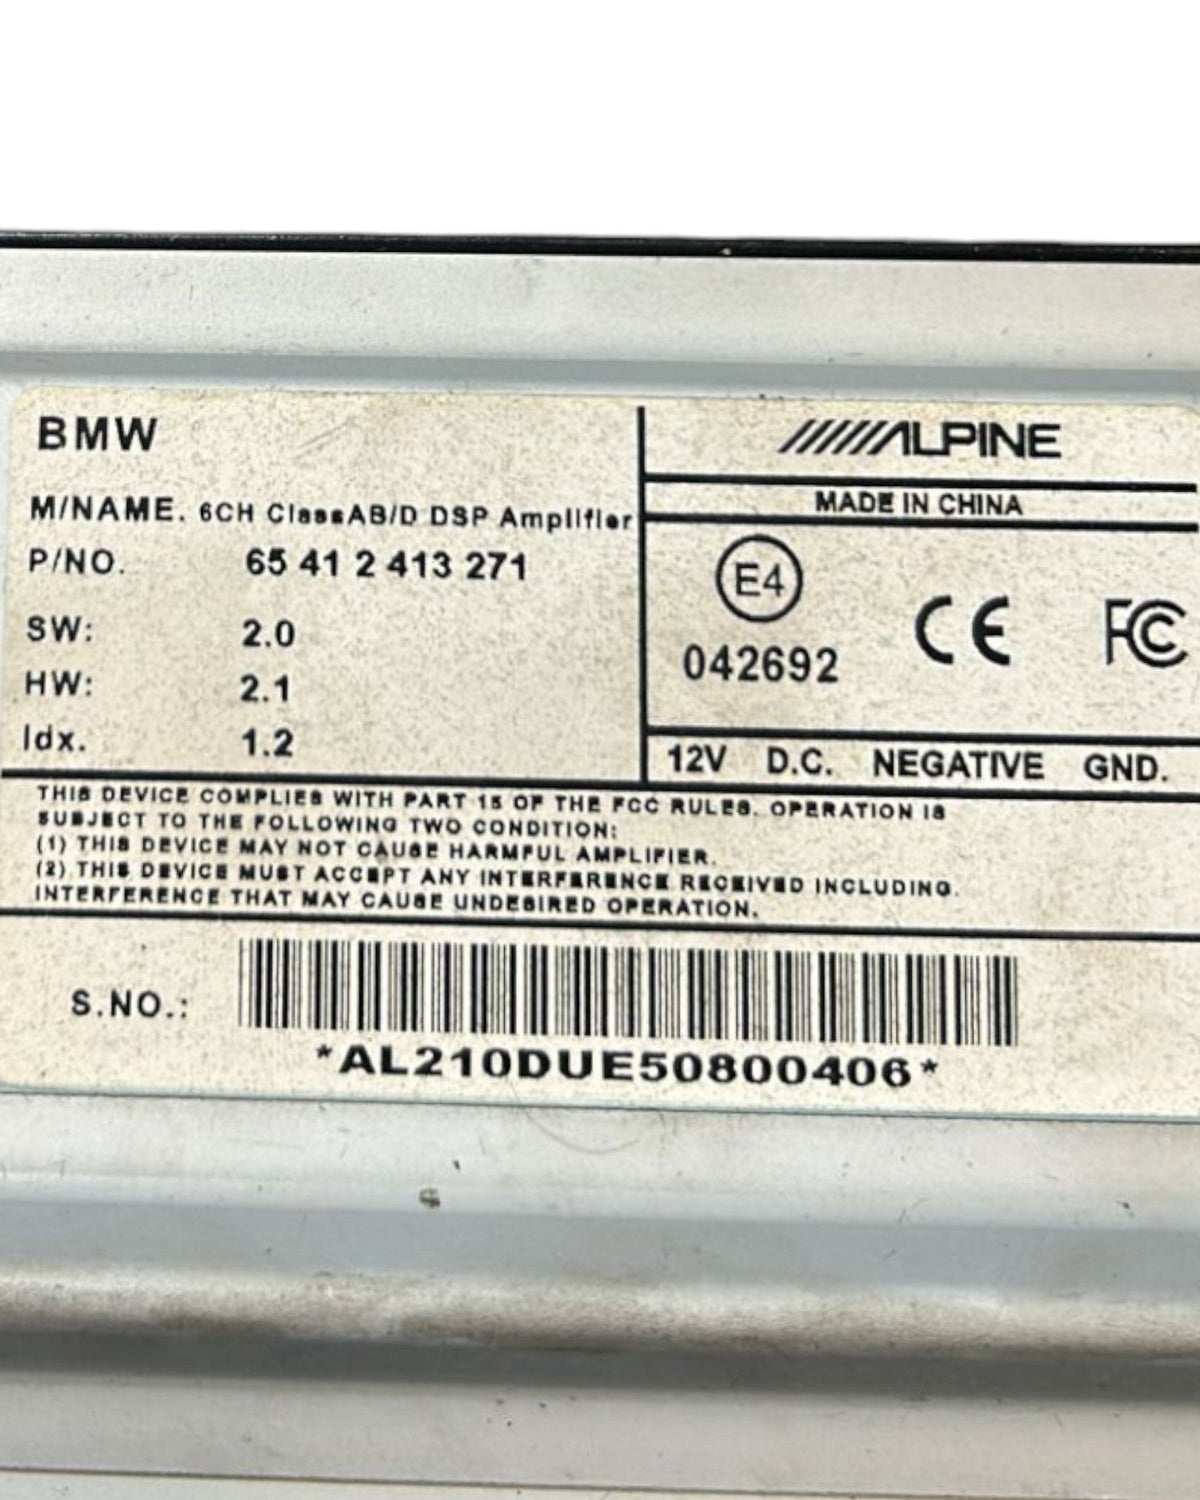 BMW
M/NAME. 6CH ClassAB/D DSP Amplifier
P/NO. 65 41 2 413 271
SW: 2.0
HW: 2.1
Idx. 1.2
ALPINE
MADE IN CHINA
E4
042692
CE FC
12V D.C. NEGATIVE GND.
THIS DEVICE COMPLIES WITH PART 15 OF THE FCC RULES. OPERATION IS
SUBJECT TO THE FOLLOWING TWO CONDITION:
(1) THIS DEVICE MAY NOT CAUSE HARMFUL AMPLIFIER.
(2) THIS DEVICE MUST ACCEPT ANY INTERFERENCE RECEIVED INCLUDING.
INTERFERENCE THAT MAY CAUSE UNDESIRED OPERATION.
S.NO.:
*AL210DUE50800406*